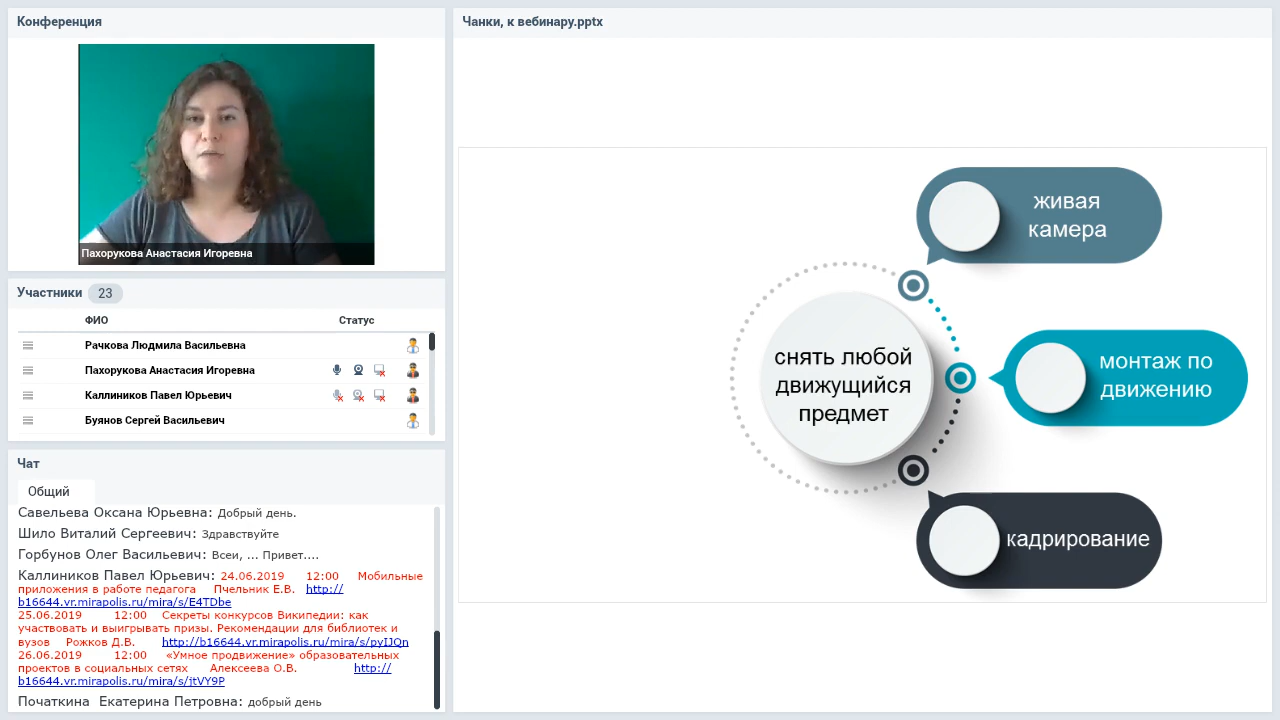 Конференция
Пахорукова Анастасия Игоревна
Участники 23
ФИО Статус
Рачкова Людмила Васильевна
Пахорукова Анастасия Игоревна
Каллиников Павел Юрьевич
Буянов Сергей Васильевич
Чат
Общий
Савельева Оксана Юрьевна: Добрый день.
Шило Виталий Сергеевич: Здравствуйте
Горбунов Олег Васильевич: Всеи, ... Привет....
Каллиников Павел Юрьевич: 24.06.2019 12:00 Мобильные
приложения в работе педагога Пчельник Е.В. http://
b16644.vr.mirapolis.ru/mira/s/E4TDbe
25.06.2019 12:00 Секреты конкурсов Википедии: как
участвовать и выигрывать призы. Рекомендации для библиотек и
вузов Рожков Д.В. http://b16644.vr.mirapolis.ru/mira/s/pyIJQn
26.06.2019 12:00 «Умное продвижение» образовательных
проектов в социальных сетях Алексеева О.В. http://
b16644.vr.mirapolis.ru/mira/s/jtVY9P
Початкина Екатерина Петровна: добрый день
Чанки, к вебинару.pptx
живая
камера
снять любой
движущийся
предмет
монтаж по
движению
кадрирование